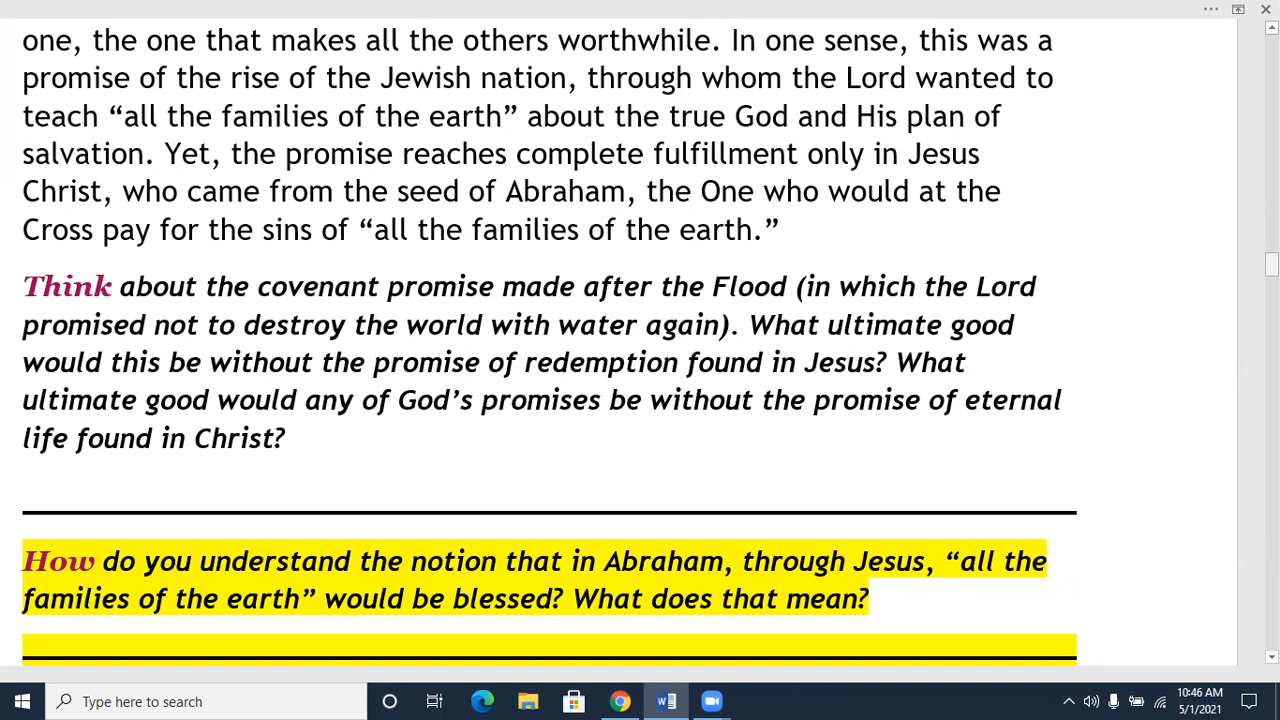 one, the one that makes all the others worthwhile. In one sense, this was a
promise of the rise of the Jewish nation, through whom the Lord wanted to
teach “all the families of the earth” about the true God and His plan of
salvation. Yet, the promise reaches complete fulfillment only in Jesus
Christ, who came from the seed of Abraham, the One who would at the
Cross pay for the sins of “all the families of the earth.”
Think about the covenant promise made after the Flood (in which the Lord
promised not to destroy the world with water again). What ultimate good
would this be without the promise of redemption found in Jesus? What
ultimate good would any of God’s promises be without the promise of eternal
life found in Christ?
How do you understand the notion that in Abraham, through Jesus, “all the
families of the earth” would be blessed? What does that mean?
Type here to search
10:46 AM
5/1/2021